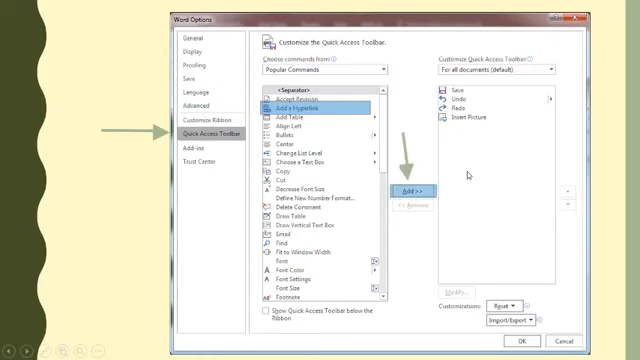 Word Options
General
Display
Proofing
Save
Language
Advanced
Customize Ribbon
Quick Access Toolbar
Add-ins
Trust Center
Customize the Quick Access Toolbar.
Choose commands from:
Popular Commands
<Separator>
Accept Revision
Add a Hyperlink
Add Table
Align Left
Bullets
Center
Change List Level
Choose a Text Box
Copy
Cut
Decrease Font Size
Define New Number Format...
Delete Comment
Draw Table
Draw Vertical Text Box
Email
Find
Fit to Window Width
Font
Font Color
Font Settings
Font Size
Footnote
Show Quick Access Toolbar below the
Ribbon
Add >>
<< Remove
Customize Quick Access Toolbar:
For all documents (default)
Save
Undo
Redo
Insert Picture
Modify...
Customizations:
Reset
Import/Export
OK
Cancel